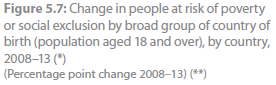 Figure 5.7: Change in people at risk of poverty
or social exclusion by broad group of country of
birth (population aged 18 and over), by country,
2008–13 (*)
(Percentage point change 2008–13) (**)